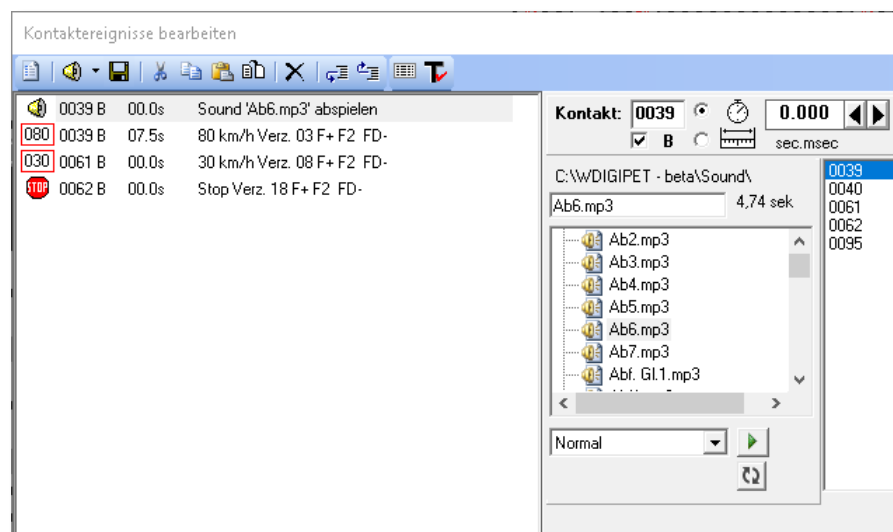 Kontaktereignisse bearbeiten
0039 B 00.0s Sound 'Ab6.mp3' abspielen
080 0039 B 07.5s 80 km/h Verz. 03 F+ F2 FD-
030 0061 B 00.0s 30 km/h Verz. 08 F+ F2 FD-
STOP 0062 B 00.0s Stop Verz. 18 F+ F2 FD-
Kontakt: 0039 0.000
B sec.msec
C:\WDIGIPET - beta\Sound\
Ab6.mp3 4,74 sek
Ab2.mp3
Ab3.mp3
Ab4.mp3
Ab5.mp3
Ab6.mp3
Ab7.mp3
Abf. Gl.1.mp3
Normal
0039
0040
0061
0062
0095